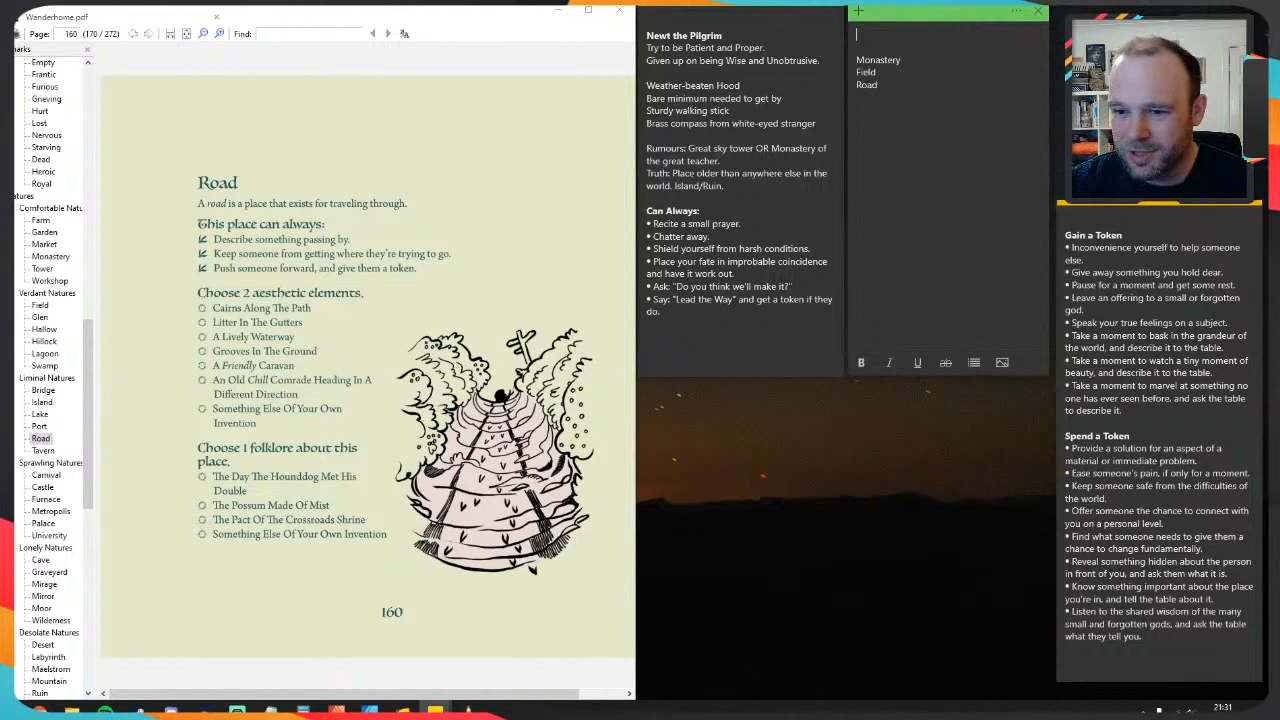 Wanderhome.pdf
Page: 160 (170 / 272)
Find:
Empty
Frantic
Furious
Grieving
Hurt
Lost
Nervous
Starving
Dead
Heroic
Royal
Comfortable Natu
Farm
Garden
Market
Monastery
Tower
Workshop
Verdant Natures
Field
Glen
Hallow
Hillock
Lagoon
Swamp
Liminal Natures
Bridge
Island
Lake
Port
Road
Tavern
Sprawling Natures
Carnival
Castle
Furnace
Metropolis
Palace
University
Lonely Natures
Cave
Graveyard
Mirage
Mirror
Moor
Wilderness
Desolate Natures
Desert
Labyrinth
Maelstrom
Mountain
Ruin
Road
A road is a place that exists for traveling through.
This place can always:
Describe something passing by.
Keep someone from getting where they're trying to go.
Push someone forward, and give them a token.
Choose 2 aesthetic elements.
Cairns Along The Path
Litter In The Gutters
A Lively Waterway
Grooves In The Ground
A Friendly Caravan
An Old Chill Comrade Heading In A
Different Direction
Something Else Of Your Own
Invention
Choose 1 folklore about this
place.
The Day The Hounddog Met His
Double
The Possum Made Of Mist
The Pact Of The Crossroads Shrine
Something Else Of Your Own Invention
160
Newt the Pilgrim
Try to be Patient and Proper.
Given up on being Wise and Unobtrusive.
Weather-beaten Hood
Bare minimum needed to get by
Sturdy walking stick
Brass compass from white-eyed stranger
Rumours: Great sky tower OR Monastery of
the great teacher.
Truth: Place older than anywhere else in the
world. Island/Ruin.
Can Always:
• Recite a small prayer.
• Chatter away.
• Shield yourself from harsh conditions.
• Place your fate in improbable coincidence
and have it work out.
• Ask: "Do you think we'll make it?"
• Say: "Lead the Way" and get a token if they
do.
Monastery
Field
Road
B I U ab
Gain a Token
• Inconvenience yourself to help someone
else.
• Give away something you hold dear.
• Pause for a moment and get some rest.
• Leave an offering to a small or forgotten
god.
• Speak your true feelings on a subject.
• Take a moment to bask in the grandeur of
the world, and describe it to the table.
• Take a moment to watch a tiny moment of
beauty, and describe it to the table.
• Take a moment to marvel at something no
one has ever seen before, and ask the table
to describe it.
Spend a Token
• Provide a solution for an aspect of a
material or immediate problem.
• Ease someone's pain, if only for a moment.
• Keep someone safe from the difficulties of
the world.
• Offer someone the chance to connect with
you on a personal level.
• Find what someone needs to give them a
chance to change fundamentally.
• Reveal something hidden about the person
in front of you, and ask them what it is.
• Know something important about the place
you're in, and tell the table about it.
• Listen to the shared wisdom of the many
small and forgotten gods, and ask the table
what they tell you.
21:31